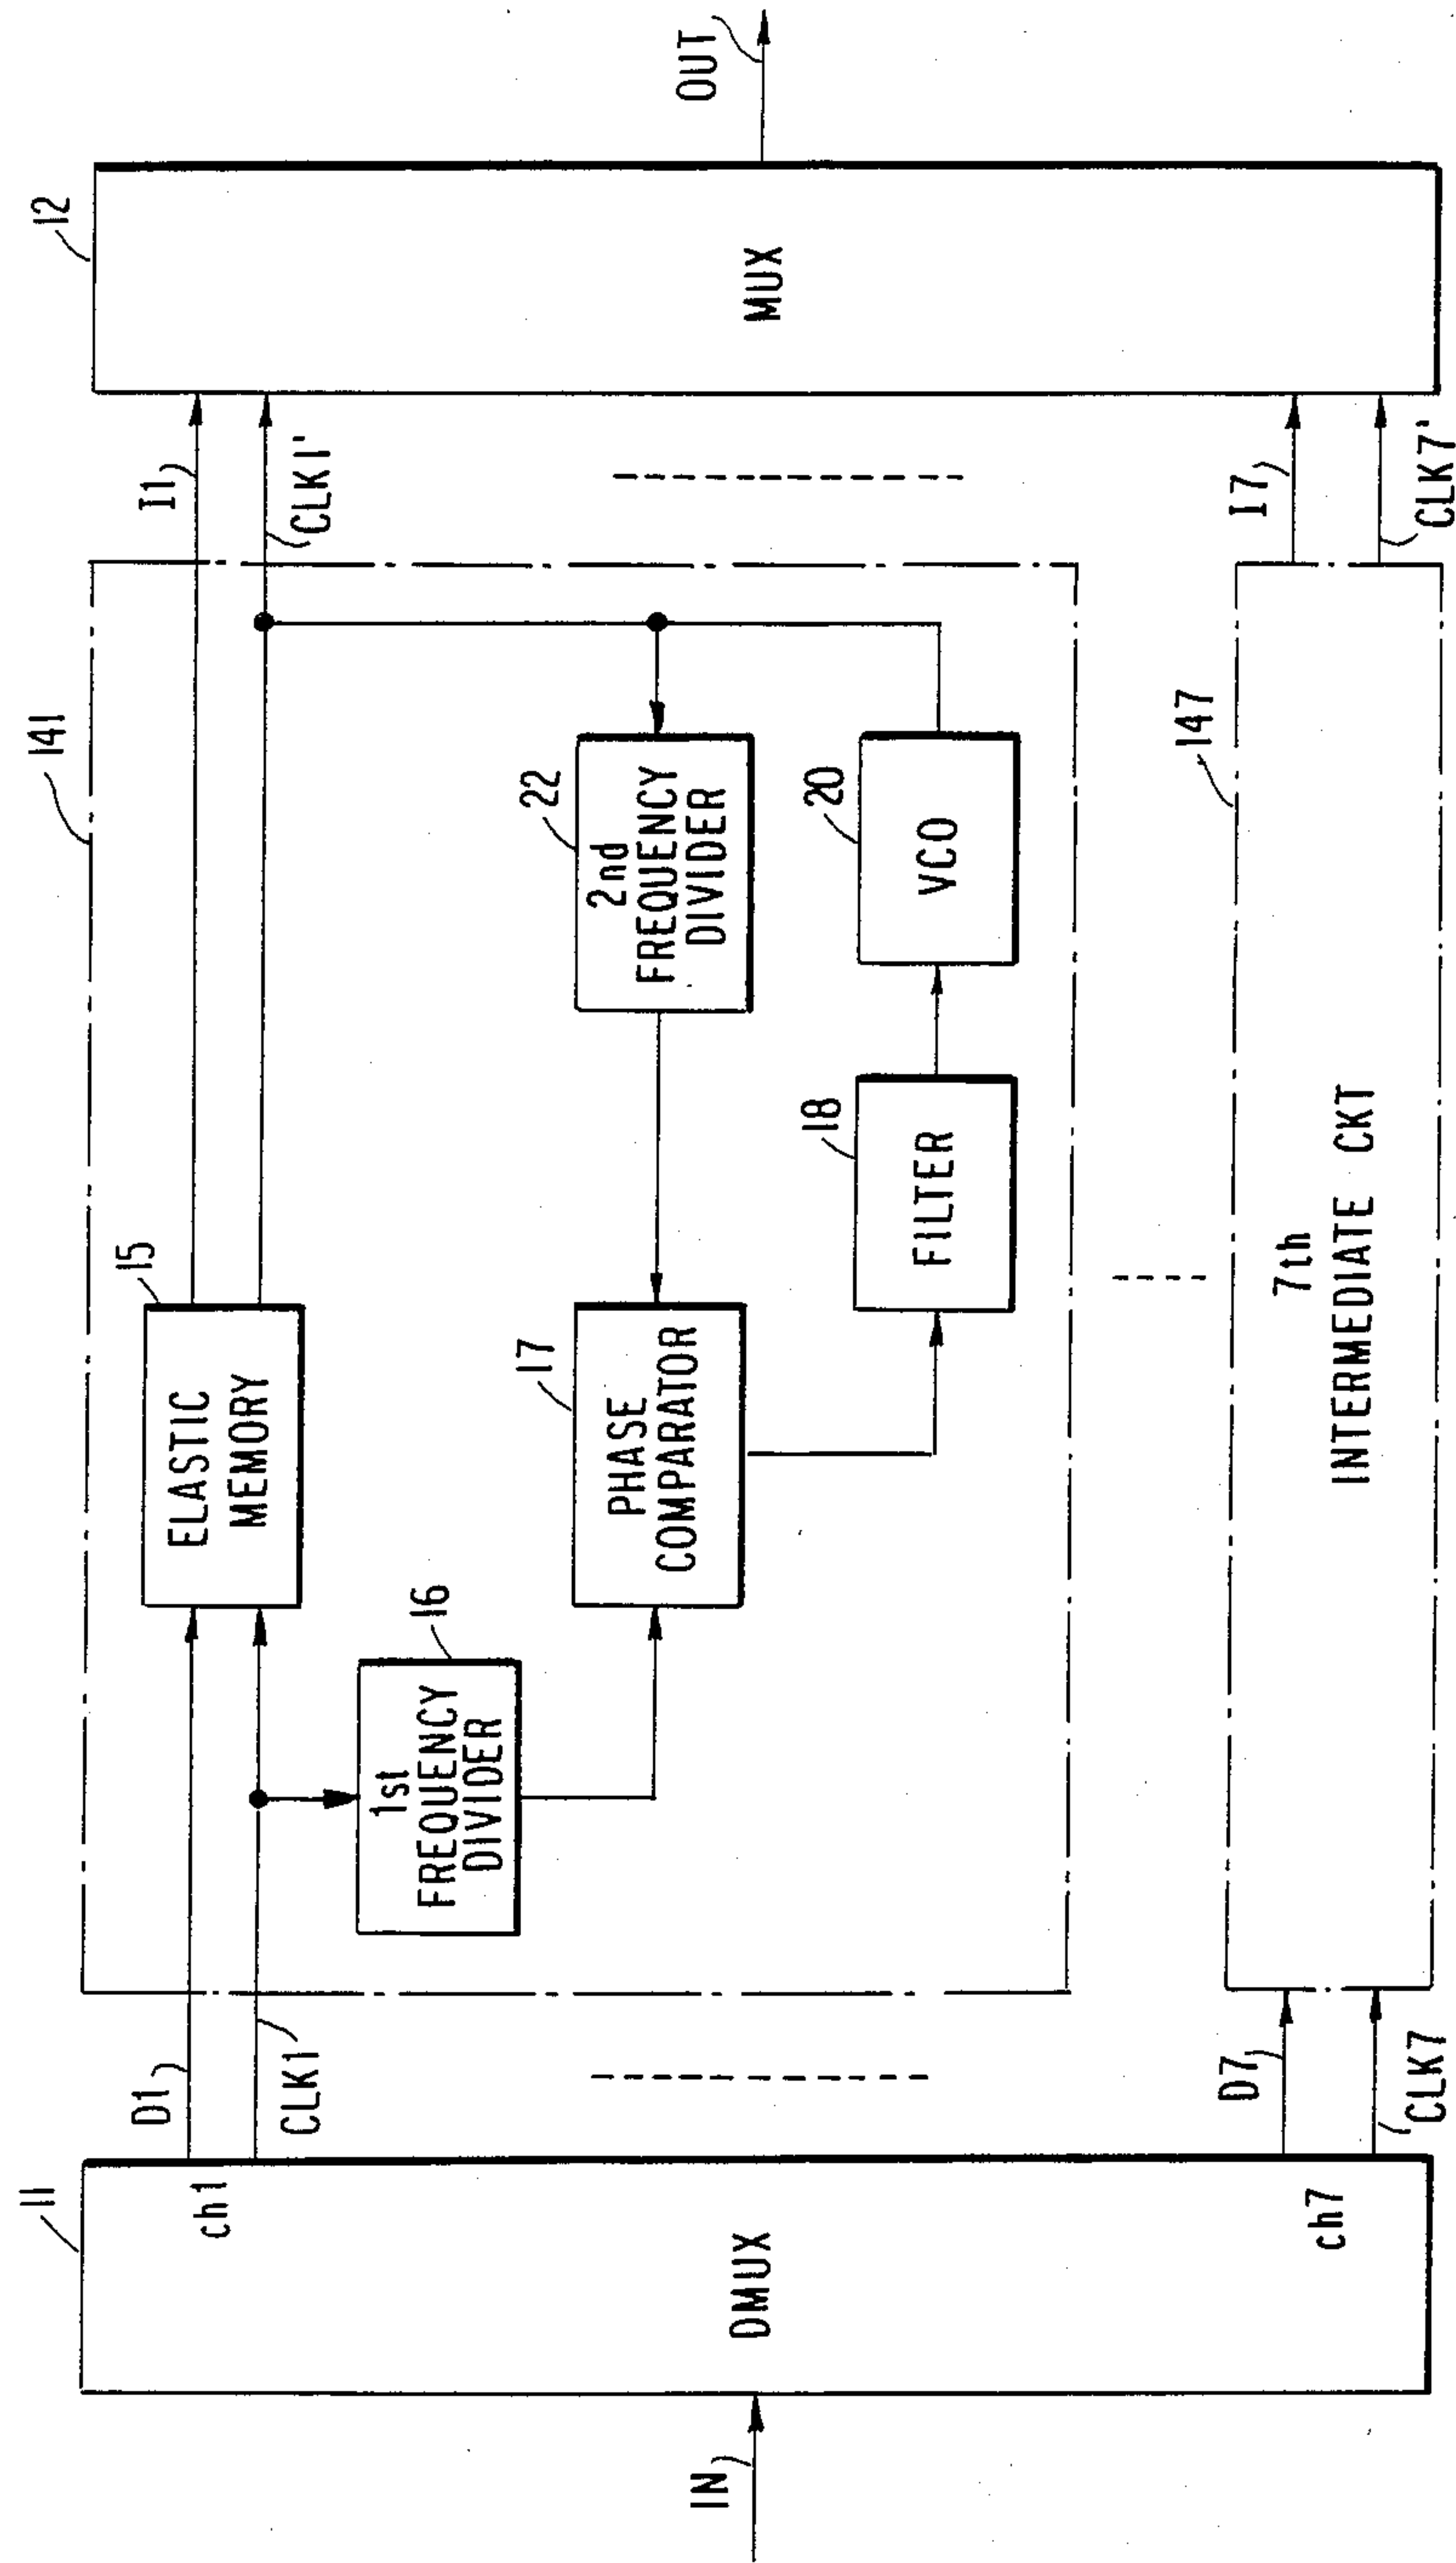 IN
11
DMUX
ch1
ch7
D1
CLK1
D7
CLK7
141
15
ELASTIC
MEMORY
16
1st
FREQUENCY
DIVIDER
17
PHASE
COMPARATOR
22
2nd
FREQUENCY
DIVIDER
18
FILTER
20
VCO
147
7th
INTERMEDIATE CKT
I1
CLK1'
I7
CLK7'
12
MUX
OUT